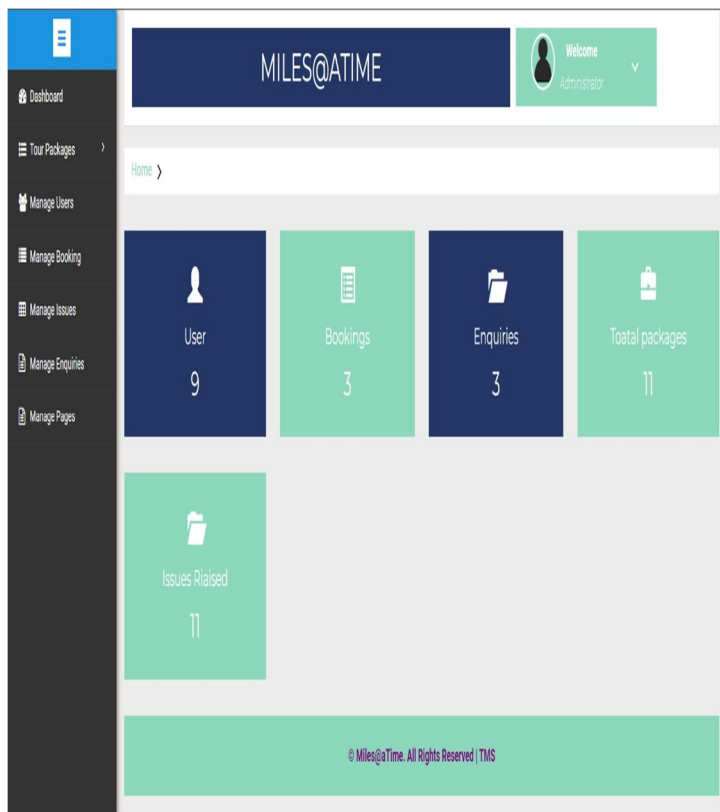 MILES@ATIME
Welcome
Administrator
Dashboard
Tour Packages
Manage Users
Manage Booking
Manage Issues
Manage Enquiries
Manage Pages
Home
User
9
Bookings
3
Enquiries
3
Toatal packages
11
Issues Riaised
11
© Miles@aTime. All Rights Reserved | TMS